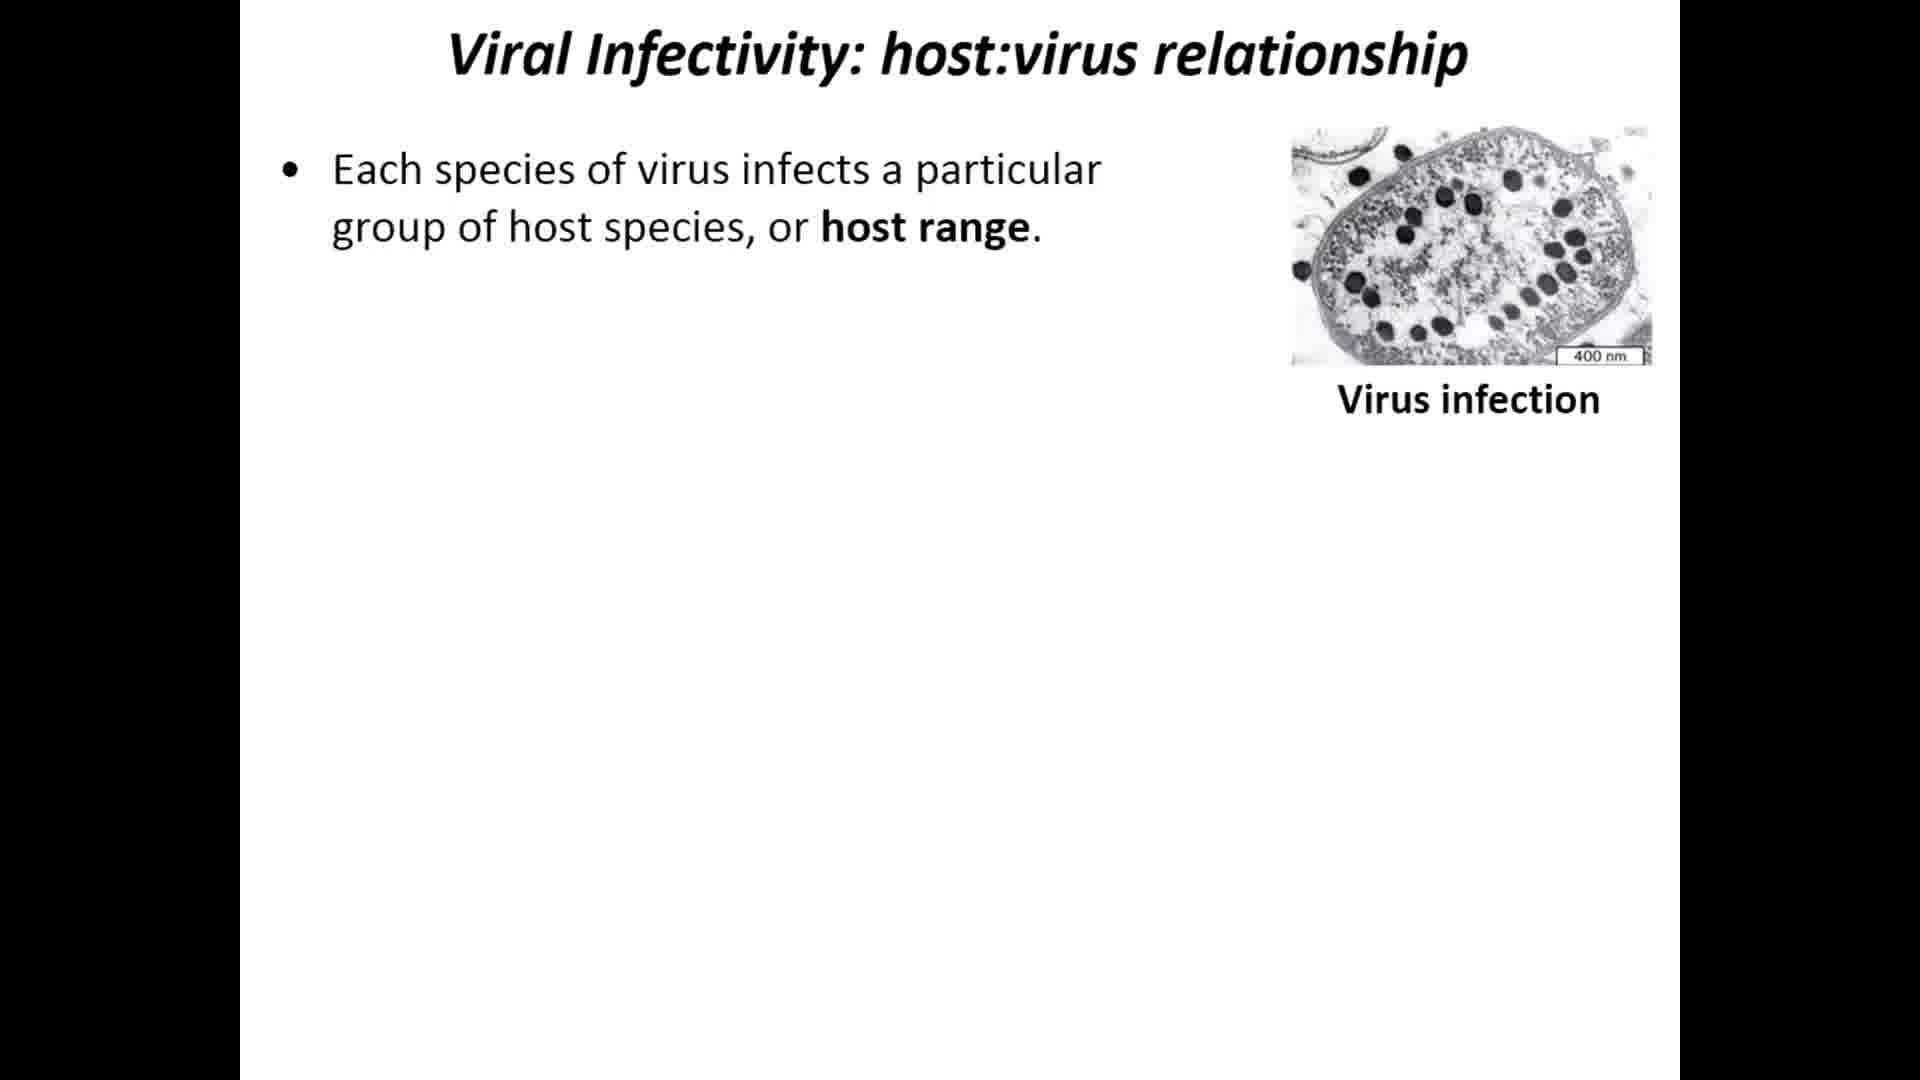 Viral Infectivity: host:virus relationship
• Each species of virus infects a particular
group of host species, or host range.
400 nm
Virus infection